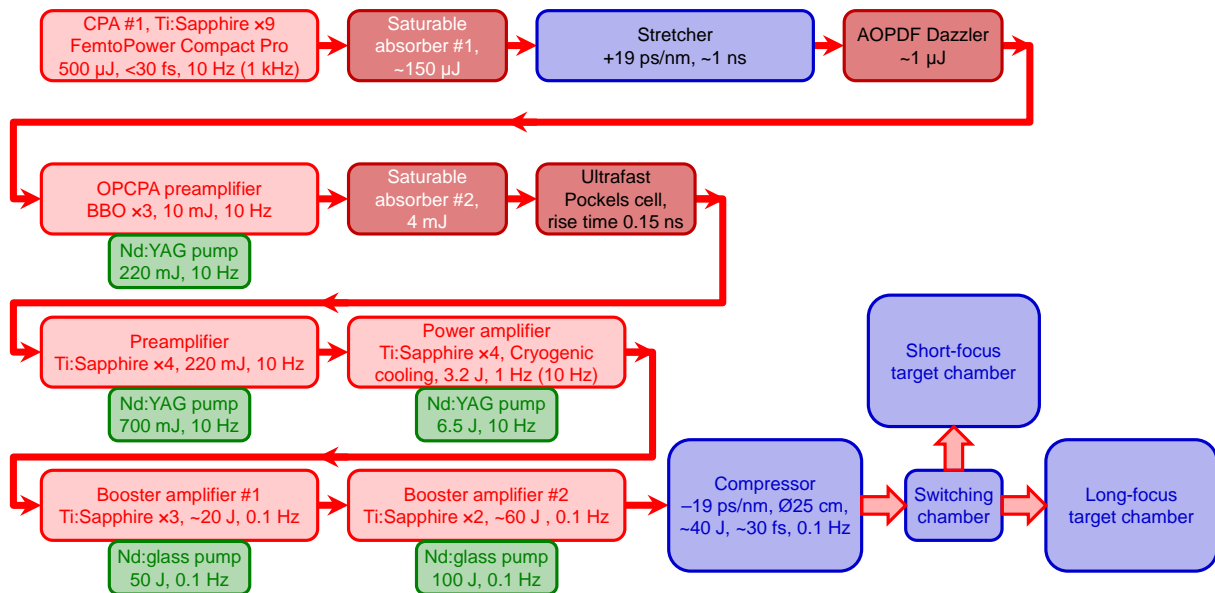 CPA #1, Ti:Sapphire ×9
FemtoPower Compact Pro
500 µJ, <30 fs, 10 Hz (1 kHz)
Saturable
absorber #1,
~150 µJ
Stretcher
+19 ps/nm, ~1 ns
AOPDF Dazzler
~1 µJ
OPCPA preamplifier
BBO ×3, 10 mJ, 10 Hz
Nd:YAG pump
220 mJ, 10 Hz
Saturable
absorber #2,
4 mJ
Ultrafast
Pockels cell,
rise time 0.15 ns
Preamplifier
Ti:Sapphire ×4, 220 mJ, 10 Hz
Nd:YAG pump
700 mJ, 10 Hz
Power amplifier
Ti:Sapphire ×4, Cryogenic
cooling, 3.2 J, 1 Hz (10 Hz)
Nd:YAG pump
6.5 J, 10 Hz
Short-focus
target chamber
Booster amplifier #1
Ti:Sapphire ×3, ~20 J, 0.1 Hz
Nd:glass pump
50 J, 0.1 Hz
Booster amplifier #2
Ti:Sapphire ×2, ~60 J , 0.1 Hz
Nd:glass pump
100 J, 0.1 Hz
Compressor
–19 ps/nm, Ø25 cm,
~40 J, ~30 fs, 0.1 Hz
Switching
chamber
Long-focus
target chamber